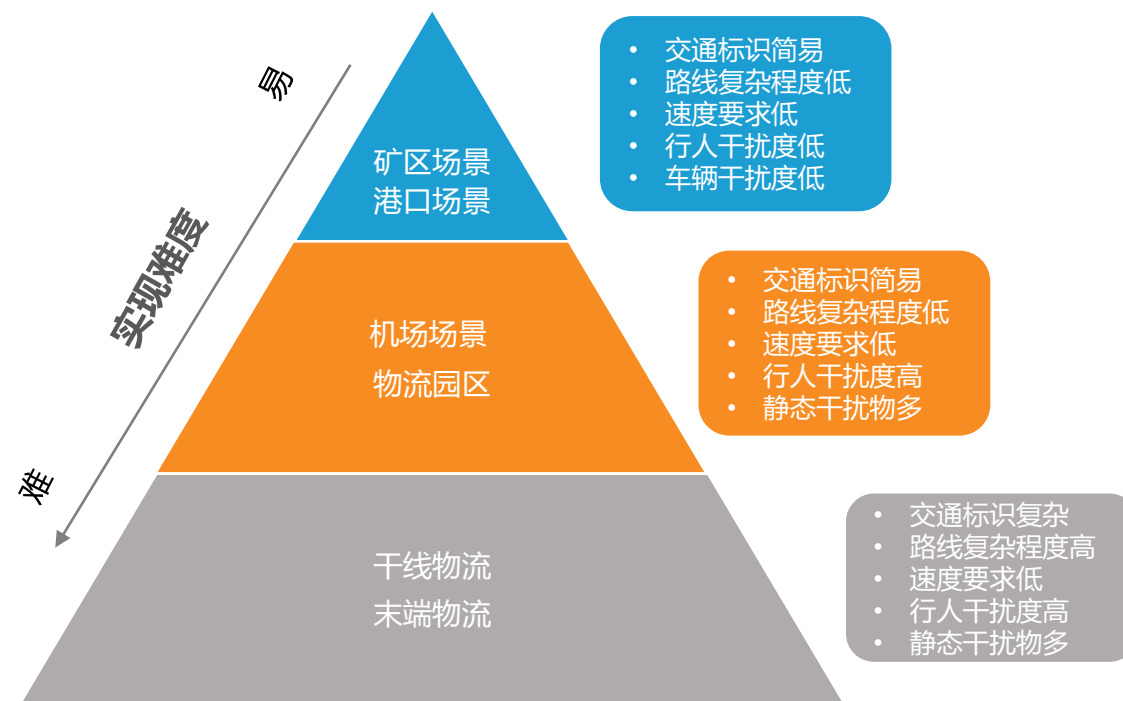 易
实现难度
难
矿区场景
港口场景
• 交通标识简易
• 路线复杂程度低
• 速度要求低
• 行人干扰度低
• 车辆干扰度低
机场场景
物流园区
• 交通标识简易
• 路线复杂程度低
• 速度要求低
• 行人干扰度高
• 静态干扰物多
干线物流
末端物流
• 交通标识复杂
• 路线复杂程度高
• 速度要求低
• 行人干扰度高
• 静态干扰物多